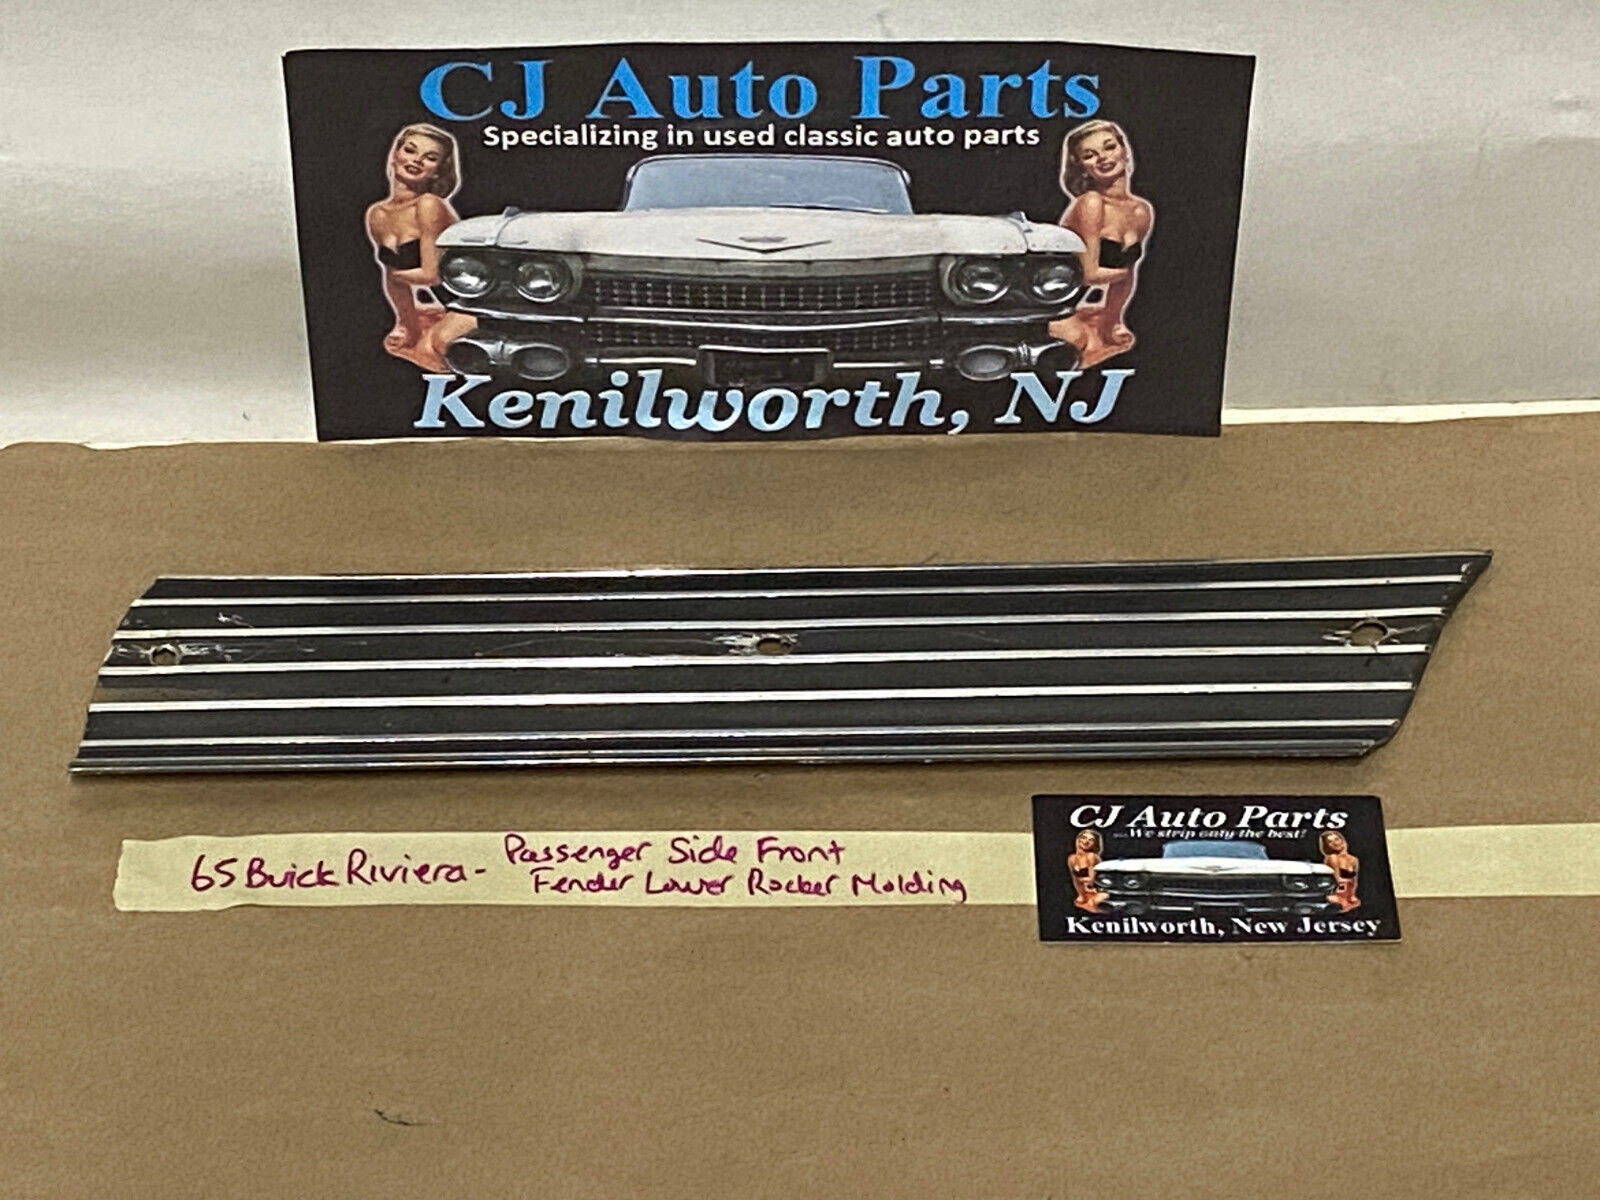 CJ Auto Parts
Specializing in used classic auto parts
Kenilworth, NJ
65 Buick Riviera- Passenger Side Front
Fender Lower Rocker Molding
CJ Auto Parts
...We strip only the best!
Kenilworth, New Jersey